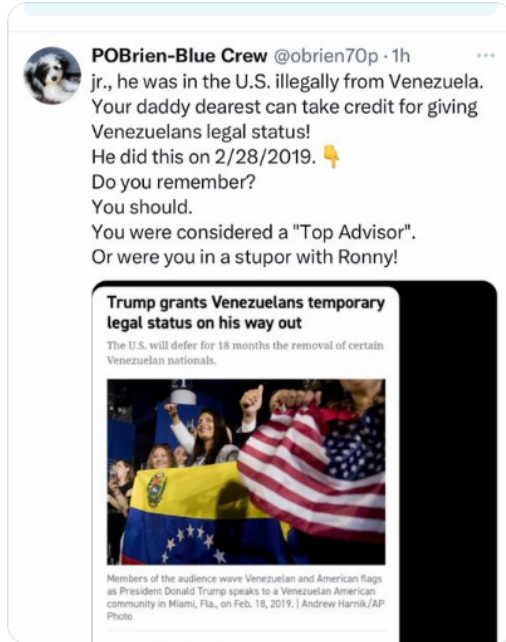 POBrien-Blue Crew @obrien70p · 1h
jr., he was in the U.S. illegally from Venezuela.
Your daddy dearest can take credit for giving
Venezuelans legal status!
He did this on 2/28/2019. 👇
Do you remember?
You should.
You were considered a "Top Advisor".
Or were you in a stupor with Ronny!
Trump grants Venezuelans temporary
legal status on his way out
The U.S. will defer for 18 months the removal of certain
Venezuelan nationals.
Members of the audience wave Venezuelan and American flags
as President Donald Trump speaks to a Venezuelan American
community in Miami, Fla., on Feb. 18, 2019. | Andrew Harnik/AP
Photo